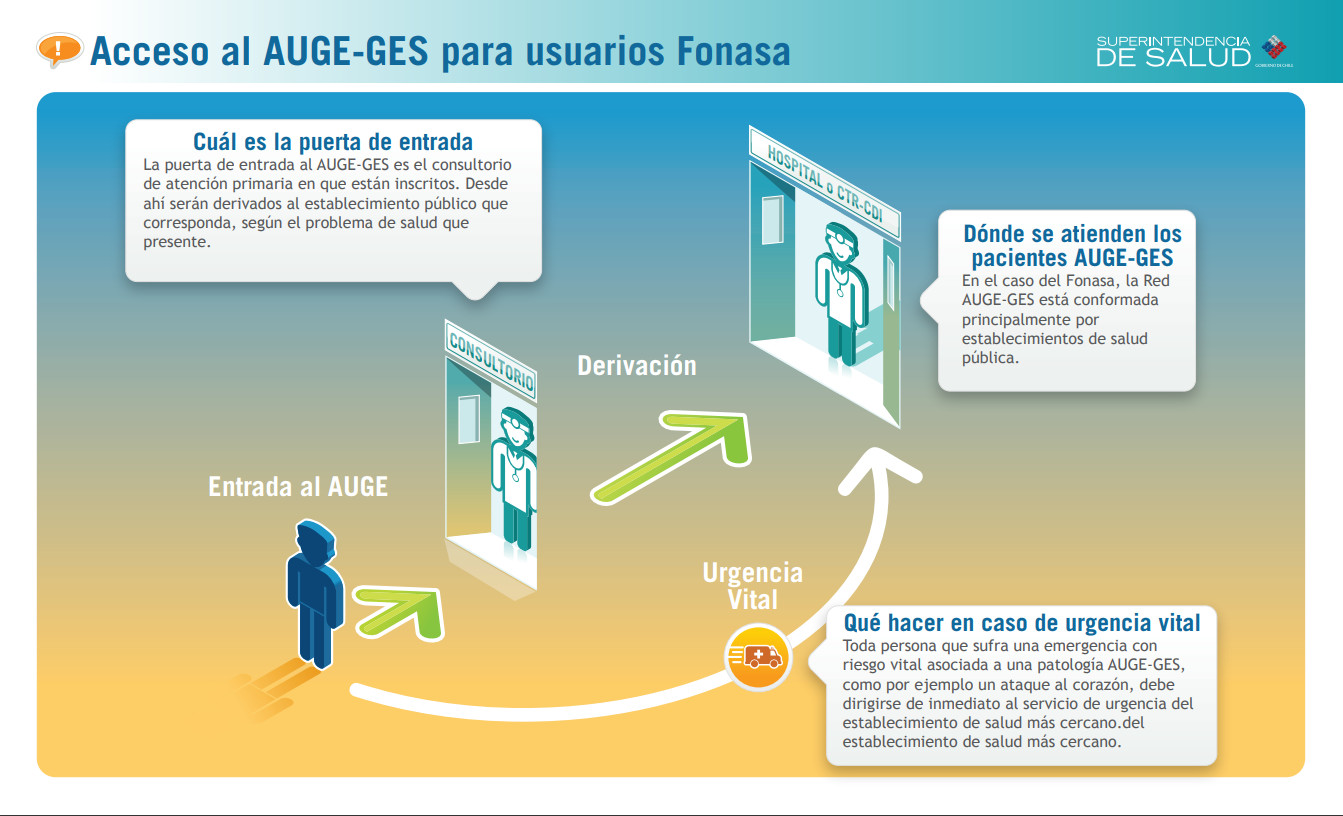 Acceso al AUGE-GES para usuarios Fonasa
SUPERINTENDENCIA
DE SALUD
GOBIERNO DE CHILE
Cuál es la puerta de entrada
La puerta de entrada al AUGE-GES es el consultorio
de atención primaria en que están inscritos. Desde
ahí serán derivados al establecimiento público que
corresponda, según el problema de salud que
presente.
HOSPITAL o CTR-CDI
Dónde se atienden los
pacientes AUGE-GES
En el caso del Fonasa, la Red
AUGE-GES está conformada
principalmente por
establecimientos de salud
pública.
CONSULTORIO
Derivación
Entrada al AUGE
Urgencia
Vital
Qué hacer en caso de urgencia vital
Toda persona que sufra una emergencia con
riesgo vital asociada a una patología AUGE-GES,
como por ejemplo un ataque al corazón, debe
dirigirse de inmediato al servicio de urgencia del
establecimiento de salud más cercano.del
establecimiento de salud más cercano.